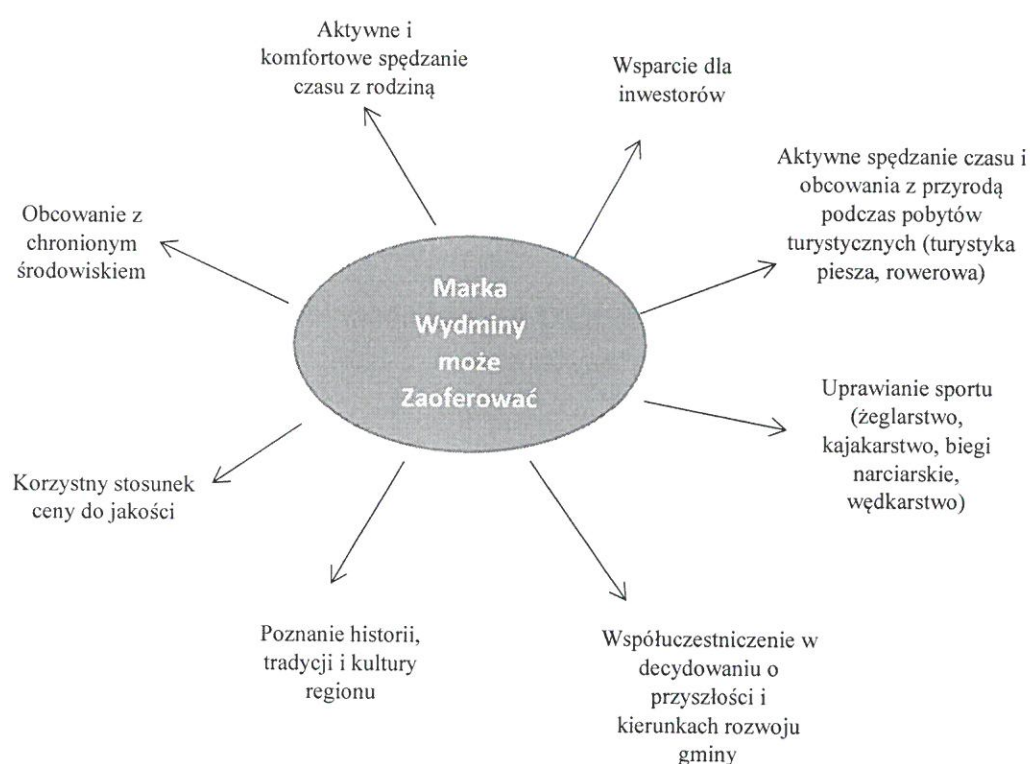 Aktywne i
komfortowe spędzanie
czasu z rodziną
Wsparcie dla
inwestorów
Aktywne spędzanie czasu i
obcowania z przyrodą
podczas pobytów
turystycznych (turystyka
piesza, rowerowa)
Obcowanie z
chronionym
środowiskiem
Marka
Wydminy
może
Zaoferować
Uprawianie sportu
(żeglarstwo,
kajakarstwo, biegi
narciarskie,
wędkarstwo)
Korzystny stosunek
ceny do jakości
Poznanie historii,
tradycji i kultury
regionu
Współuczestniczenie w
decydowaniu o
przyszłości i
kierunkach rozwoju
gminy